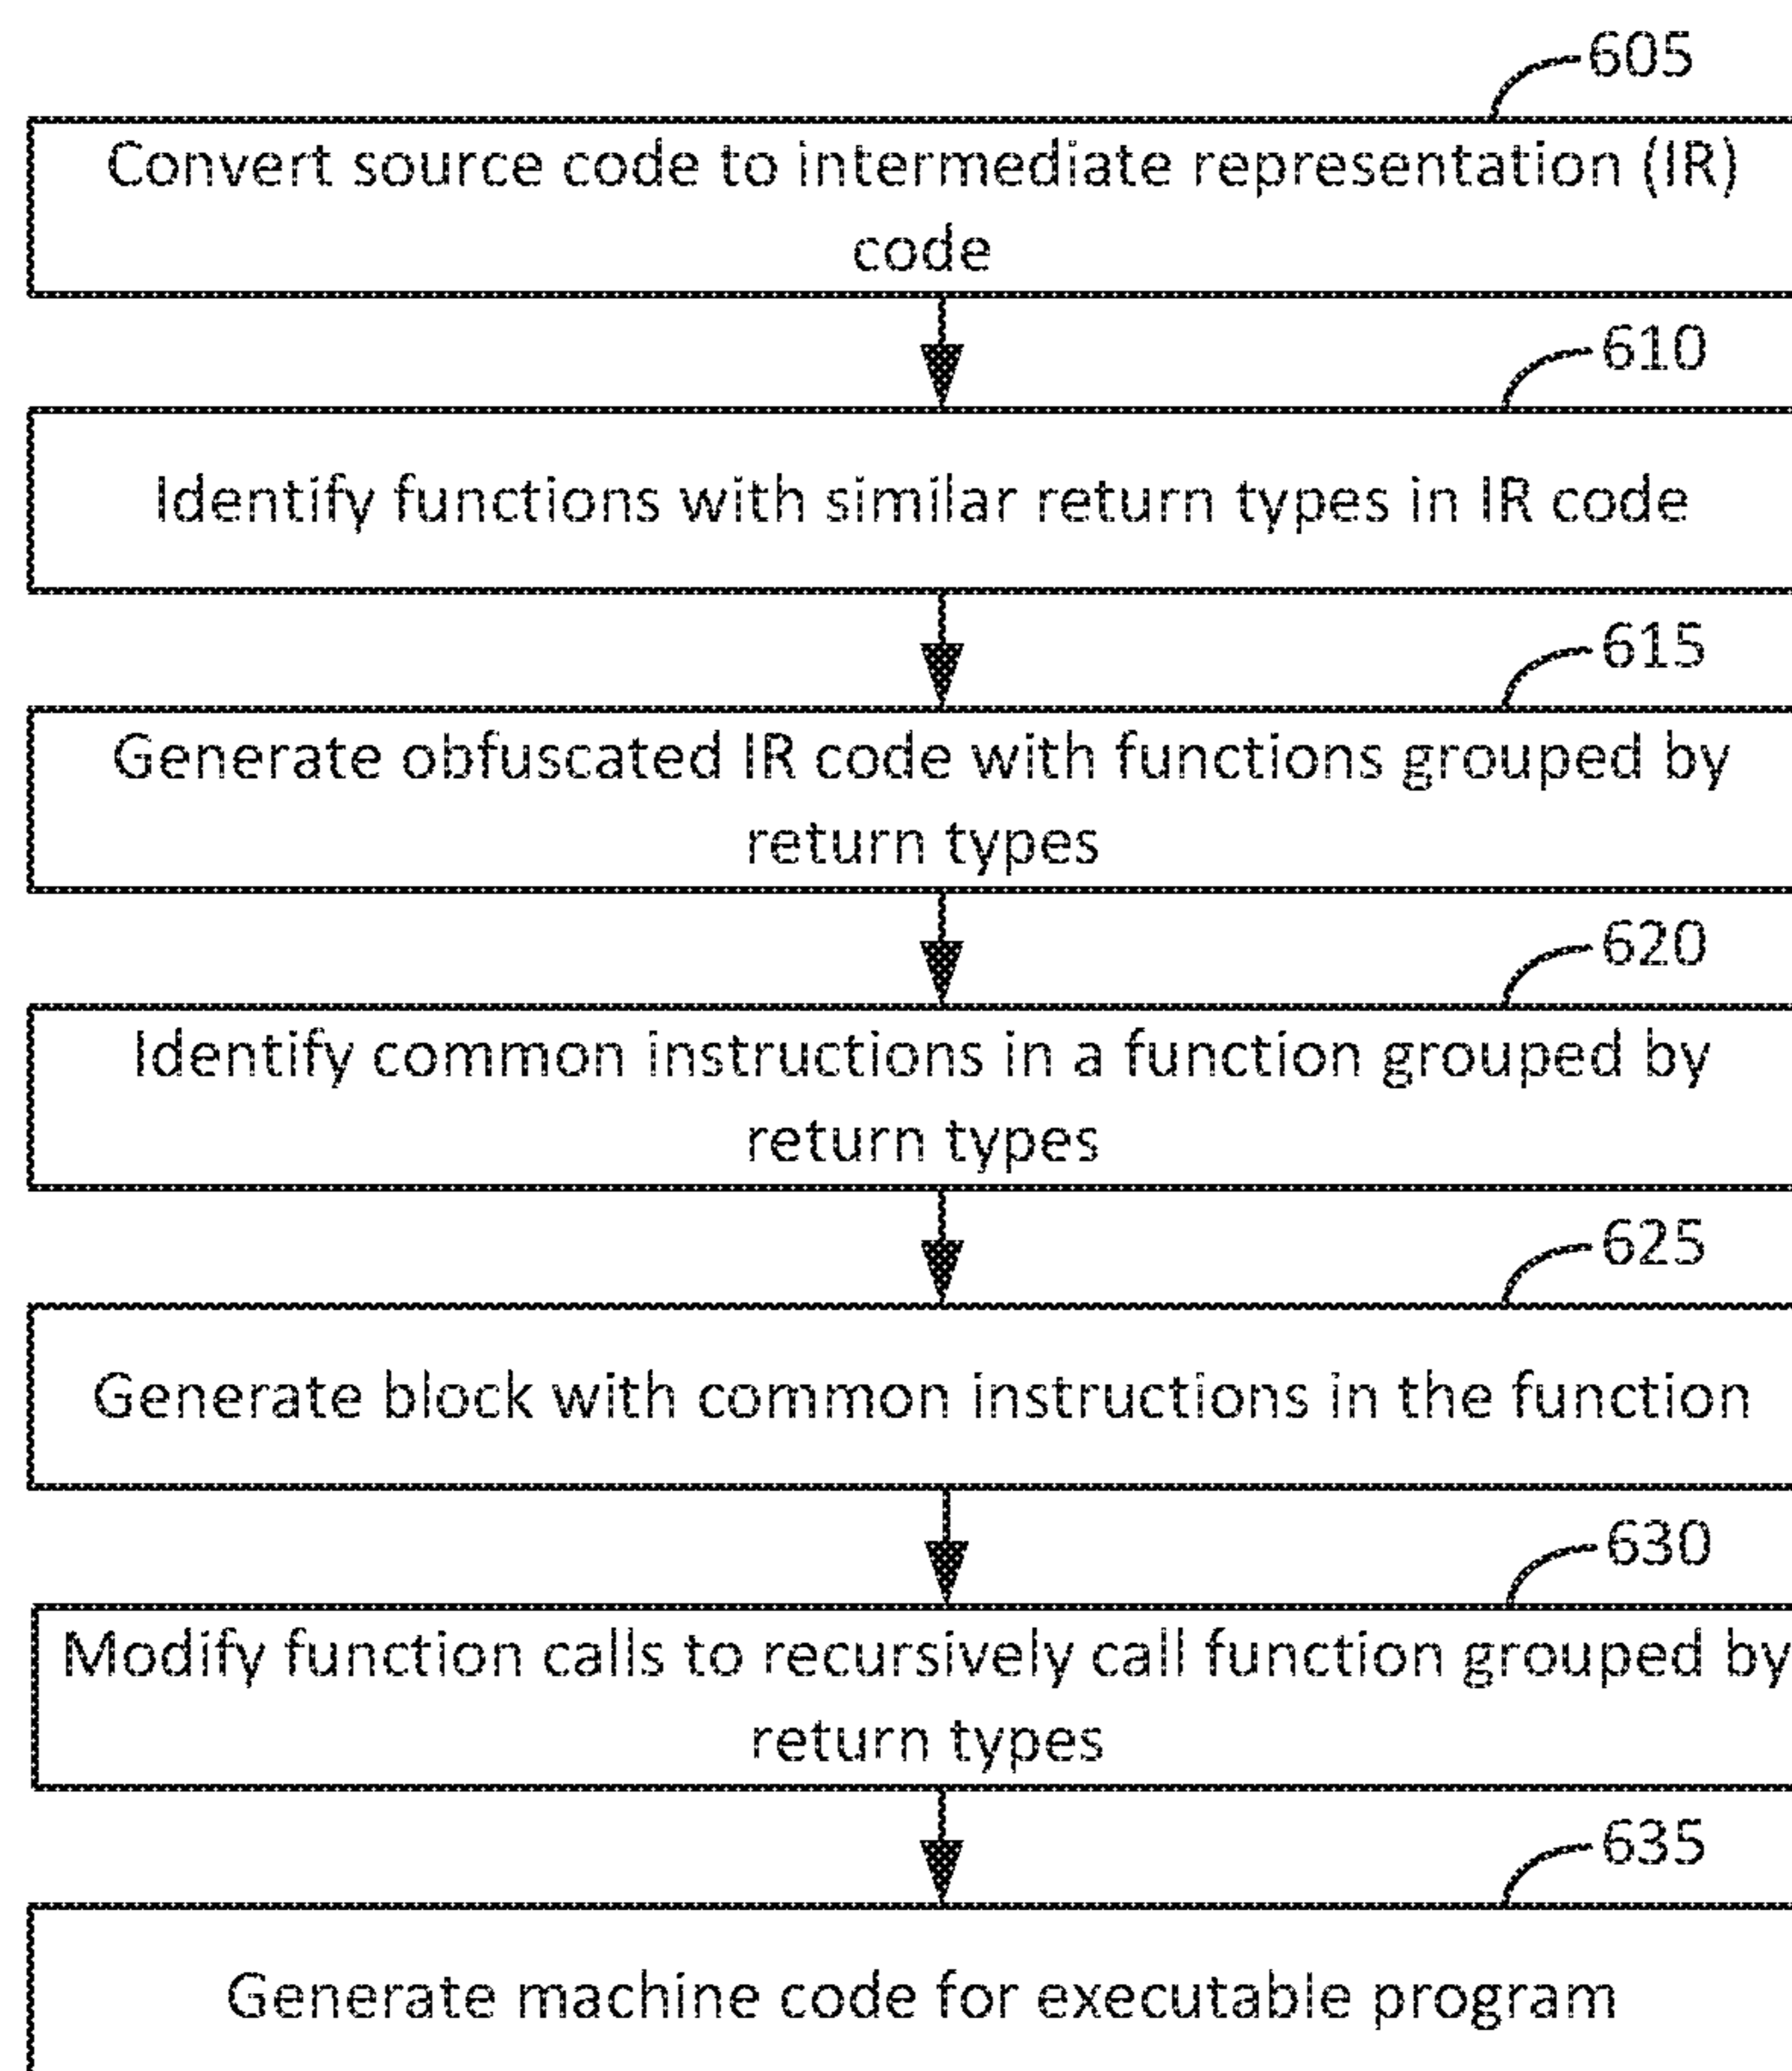 605
Convert source code to intermediate representation (IR)
code
610
Identify functions with similar return types in IR code
615
Generate obfuscated IR code with functions grouped by
return types
620
Identify common instructions in a function grouped by
return types
625
Generate block with common instructions in the function
630
Modify function calls to recursively call function grouped by
return types
635
Generate machine code for executable program